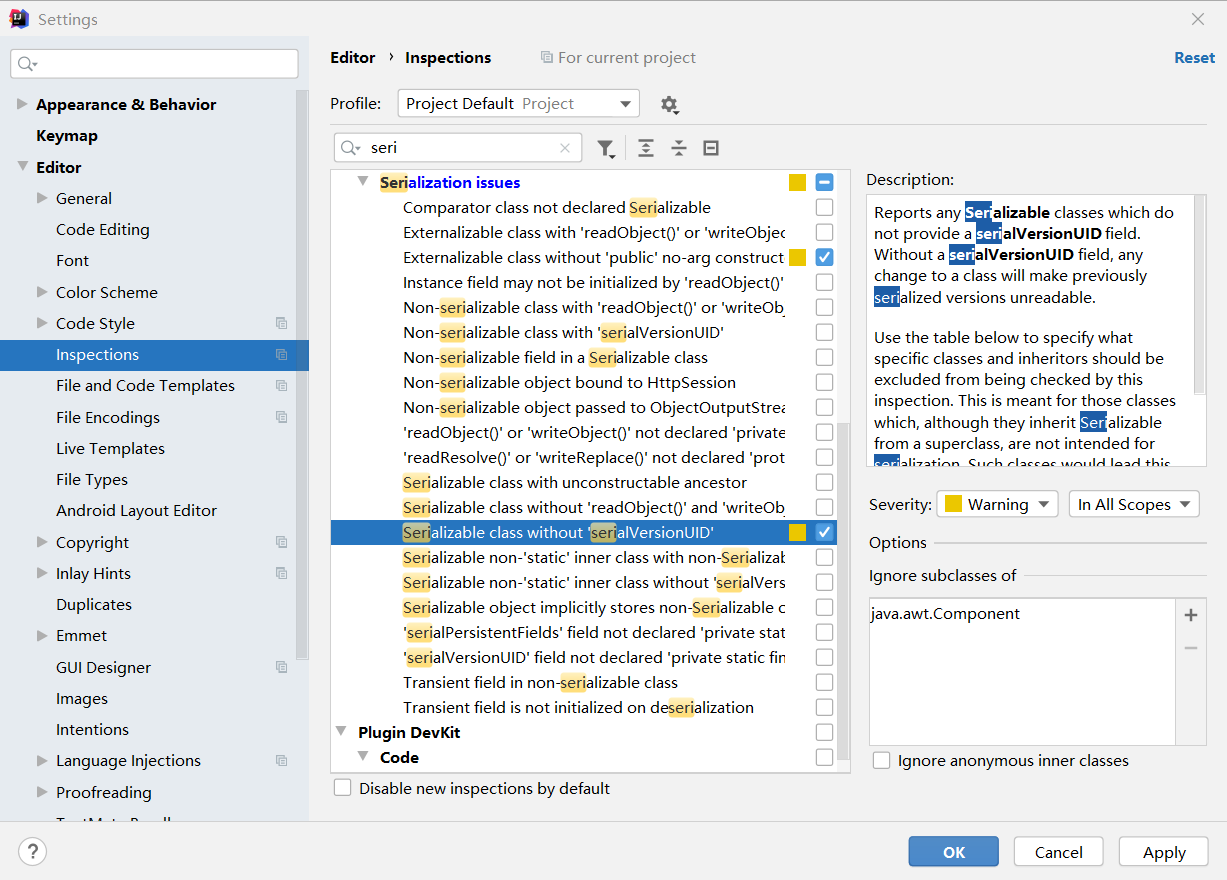 Settings
Appearance & Behavior
Keymap
Editor
General
Code Editing
Font
Color Scheme
Code Style
Inspections
File and Code Templates
File Encodings
Live Templates
File Types
Android Layout Editor
Copyright
Inlay Hints
Duplicates
Emmet
GUI Designer
Images
Intentions
Language Injections
Proofreading
Editor › Inspections
For current project
Reset
Profile:
Project Default Project
seri
Serialization issues
Comparator class not declared Serializable
Externalizable class with 'readObject()' or 'writeObjec
Externalizable class without 'public' no-arg construct
Instance field may not be initialized by 'readObject()'
Non-serializable class with 'readObject()' or 'writeOb
Non-serializable class with 'serialVersionUID'
Non-serializable field in a Serializable class
Non-serializable object bound to HttpSession
Non-serializable object passed to ObjectOutputStrea
'readObject()' or 'writeObject()' not declared 'private
'readResolve()' or 'writeReplace()' not declared 'prot
Serializable class with unconstructable ancestor
Serializable class without 'readObject()' and 'writeOb
Serializable class without 'serialVersionUID'
Serializable non-'static' inner class with non-Serializab
Serializable non-'static' inner class without 'serialVers
Serializable object implicitly stores non-Serializable c
'serialPersistentFields' field not declared 'private stat
'serialVersionUID' field not declared 'private static fin
Transient field in non-serializable class
Transient field is not initialized on deserialization
Plugin DevKit
Code
Disable new inspections by default
Description:
Reports any Serializable classes which do
not provide a serialVersionUID field.
Without a serialVersionUID field, any
change to a class will make previously
serialized versions unreadable.
Use the table below to specify what
specific classes and inheritors should be
excluded from being checked by this
inspection. This is meant for those classes
which, although they inherit Serializable
from a superclass, are not intended for
serialization. Such classes would lead this
Severity:
Warning
In All Scopes
Options
Ignore subclasses of
java.awt.Component
Ignore anonymous inner classes
?
OK
Cancel
Apply